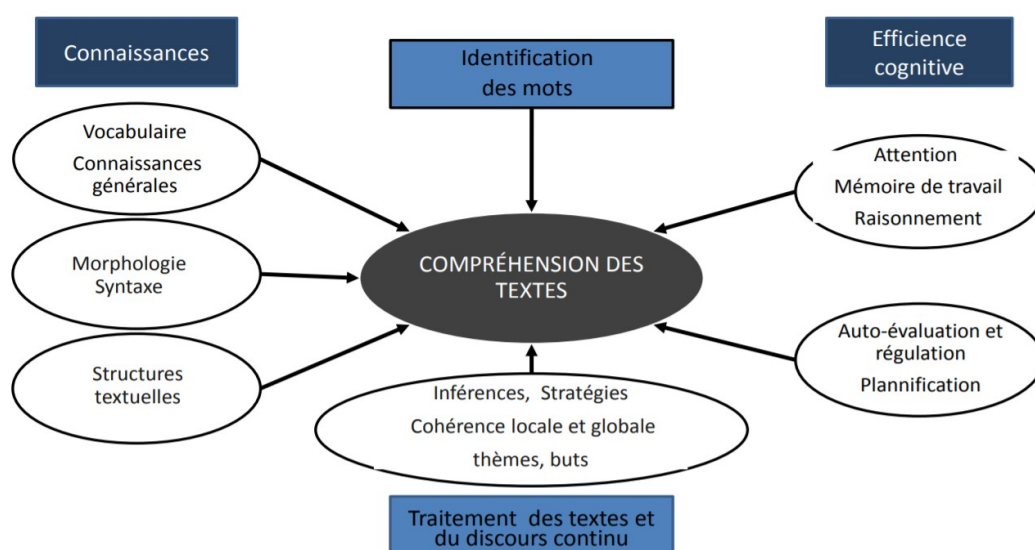 Connaissances
Identification
des mots
Efficience
cognitive
Vocabulaire
Connaissances
générales
Morphologie
Syntaxe
Structures
textuelles
COMPRÉHENSION DES
TEXTES
Attention
Mémoire de travail
Raisonnement
Auto-évaluation et
régulation
Plannification
Inférences, Stratégies
Cohérence locale et globale
thèmes, buts
Traitement des textes et
du discours continu